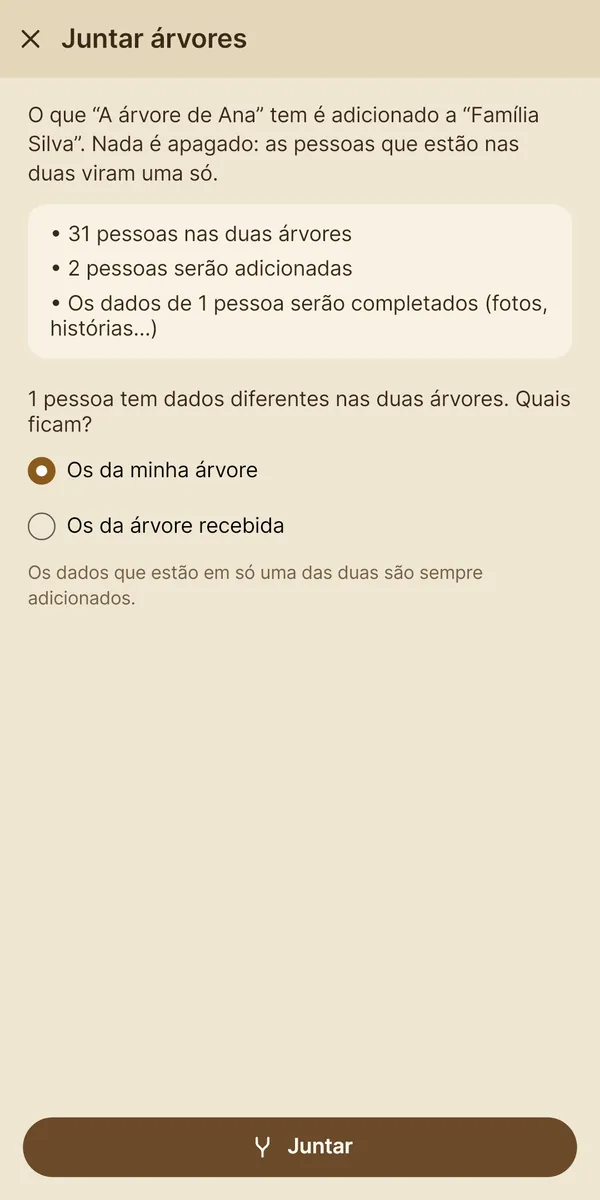 Juntar árvores
O que “A árvore de Ana” tem é adicionado a “Família
Silva”. Nada é apagado: as pessoas que estão nas
duas viram uma só.
• 31 pessoas nas duas árvores
• 2 pessoas serão adicionadas
• Os dados de 1 pessoa serão completados (fotos,
histórias...)
1 pessoa tem dados diferentes nas duas árvores. Quais
ficam?
Os da minha árvore
Os da árvore recebida
Os dados que estão em só uma das duas são sempre
adicionados.
Juntar